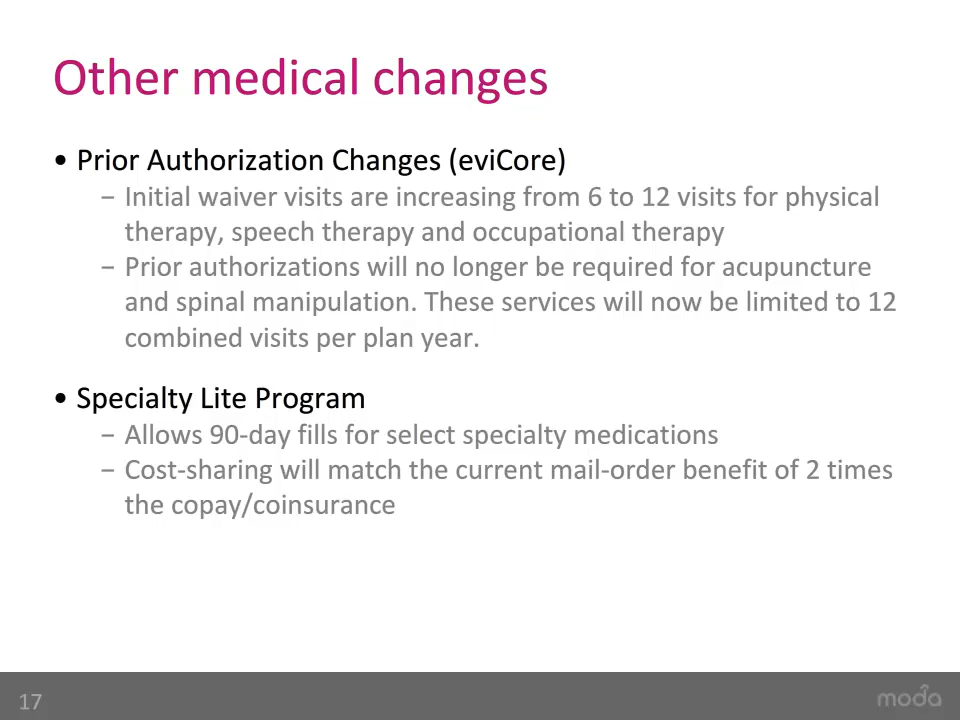 Other medical changes
• Prior Authorization Changes (eviCore)
– Initial waiver visits are increasing from 6 to 12 visits for physical
therapy, speech therapy and occupational therapy
– Prior authorizations will no longer be required for acupuncture
and spinal manipulation. These services will now be limited to 12
combined visits per plan year.
• Specialty Lite Program
– Allows 90-day fills for select specialty medications
– Cost-sharing will match the current mail-order benefit of 2 times
the copay/coinsurance
17
moda